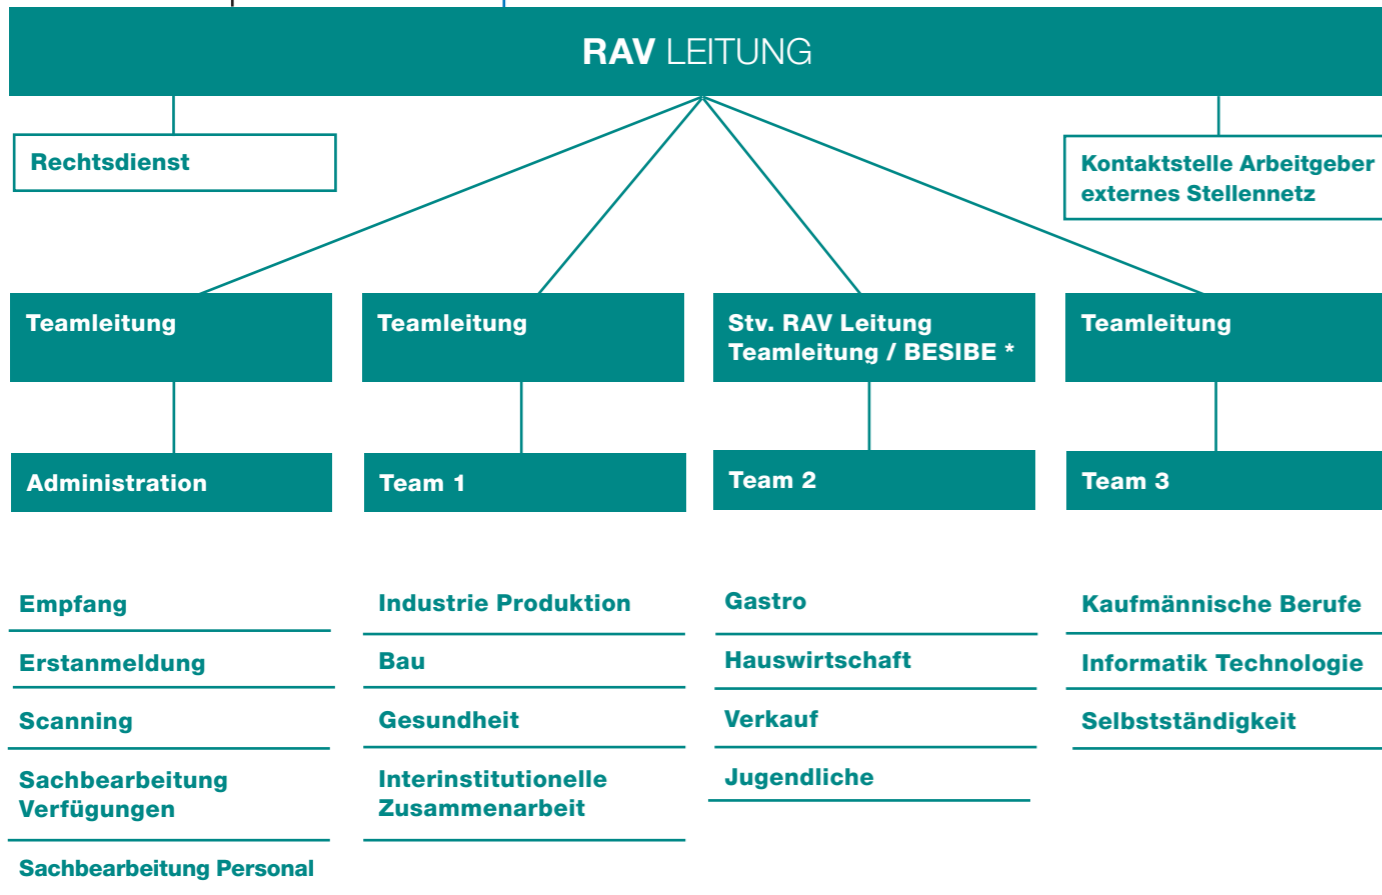 RAV LEITUNG
Rechtsdienst
Kontaktstelle Arbeitgeber
externes Stellennetz
Teamleitung
Teamleitung
Stv. RAV Leitung
Teamleitung / BESIBE *
Teamleitung
Administration
Team 1
Team 2
Team 3
Empfang
Erstanmeldung
Scanning
Sachbearbeitung
Verfügungen
Sachbearbeitung Personal
Industrie Produktion
Bau
Gesundheit
Interinstitutionelle
Zusammenarbeit
Gastro
Hauswirtschaft
Verkauf
Jugendliche
Kaufmännische Berufe
Informatik Technologie
Selbstständigkeit